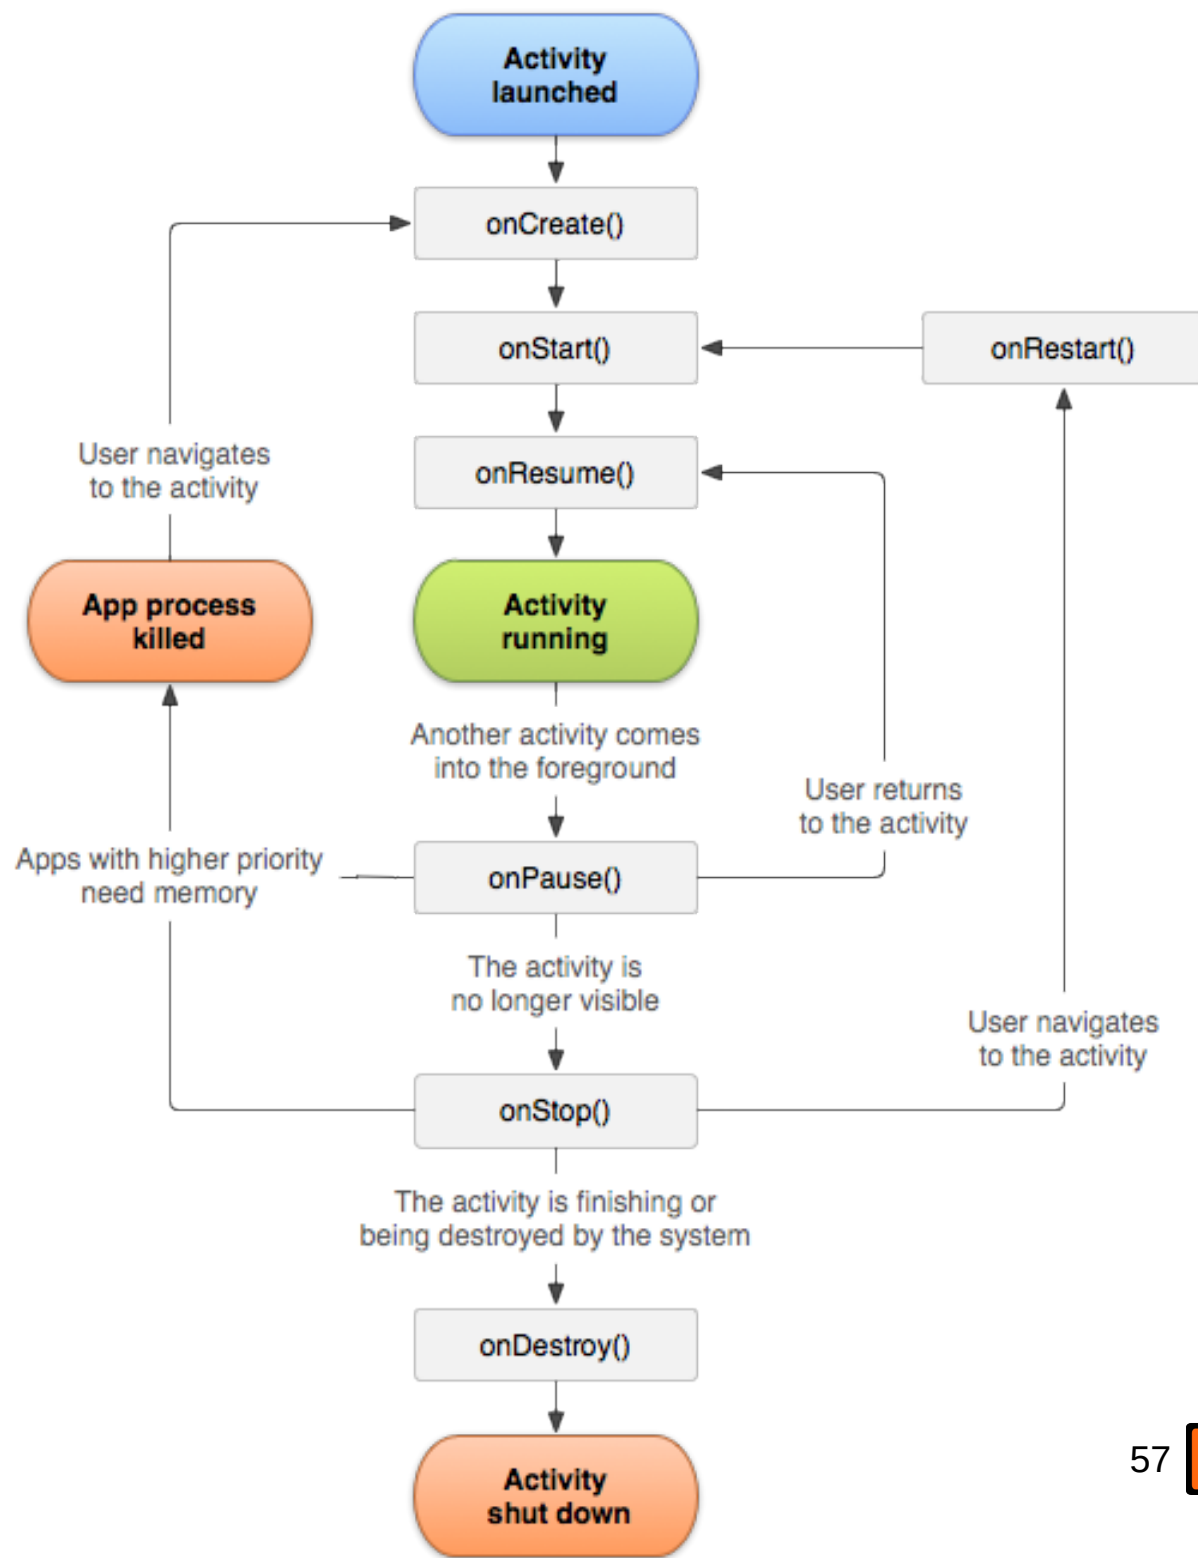 Activity
launched
onCreate()
onStart()
onRestart()
User navigates
to the activity
onResume()
App process
killed
Activity
running
Another activity comes
into the foreground
User returns
to the activity
Apps with higher priority
need memory
onPause()
The activity is
no longer visible
User navigates
to the activity
onStop()
The activity is finishing or
being destroyed by the system
onDestroy()
Activity
shut down
57